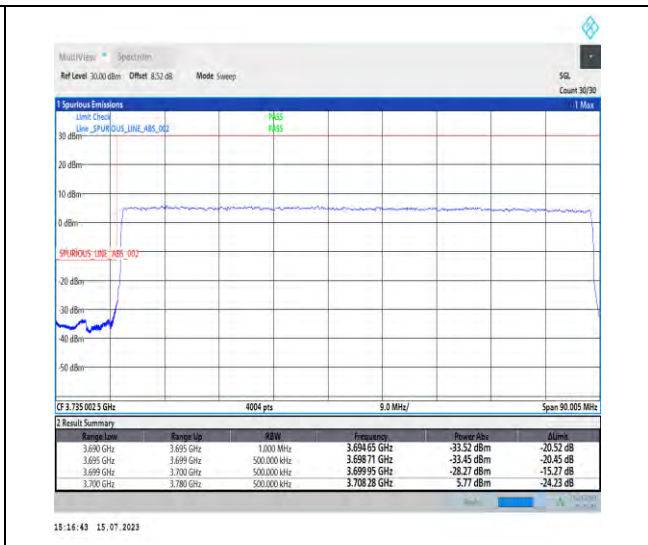 MultiView Spectrum
Ref Level 30.00 dBm Offset 8.52 dB Mode Sweep SGL
Count 30/30
1 Spurious Emissions 1 Max
Limit Check PASS
Line _SPURIOUS_LINE_ABS_002 PASS
30 dBm
20 dBm
10 dBm
0 dBm
SPURIOUS_LINE_ABS_002
-20 dBm
-30 dBm
-40 dBm
-50 dBm
CF 3.735 002 5 GHz 4004 pts 9.0 MHz/ Span 90.005 MHz
2 Result Summary
Range Low Range Up RBW Frequency Power Abs ΔLimit
3.690 GHz 3.695 GHz 1.000 MHz 3.694 65 GHz -33.52 dBm -20.52 dB
3.695 GHz 3.699 GHz 500.000 kHz 3.698 71 GHz -33.45 dBm -20.45 dB
3.699 GHz 3.700 GHz 500.000 kHz 3.699 95 GHz -28.27 dBm -15.27 dB
3.700 GHz 3.780 GHz 500.000 kHz 3.708 28 GHz 5.77 dBm -24.23 dB
15:16:43 15.07.2023